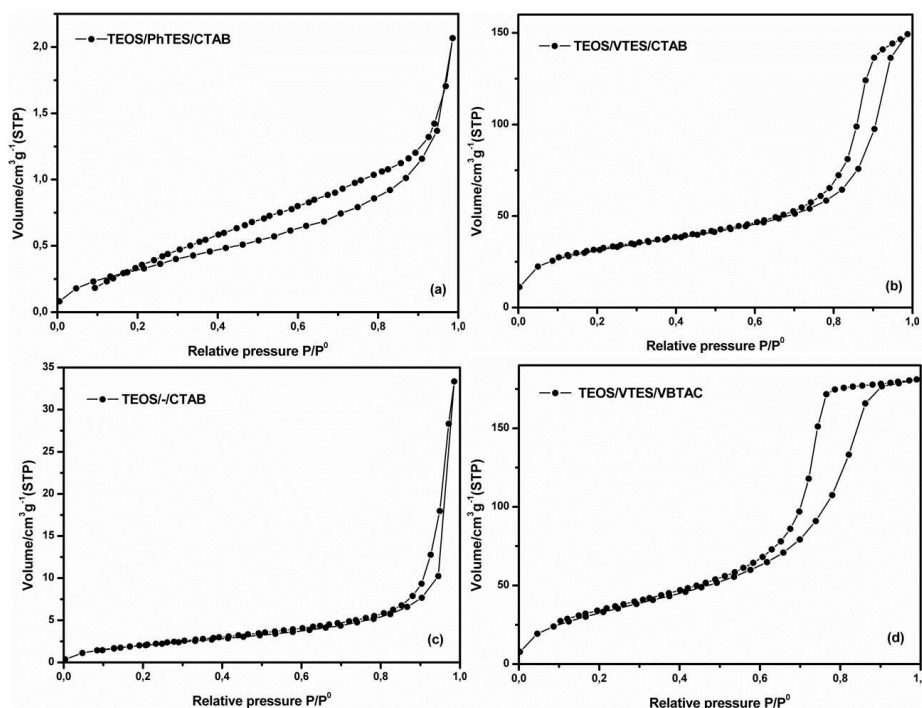 TEOS/PhTES/CTAB
2,0
1,5
1,0
0,5
0,0
Volume/cm³g⁻¹(STP)
(a)
0,0 0,2 0,4 0,6 0,8 1,0
Relative pressure P/P⁰
TEOS/VTES/CTAB
150
100
50
0
Volume/cm³g⁻¹(STP)
(b)
0,0 0,2 0,4 0,6 0,8 1,0
Relative pressure P/P⁰
TEOS/-/CTAB
35
30
25
20
15
10
5
0
Volume/cm³g⁻¹(STP)
(c)
0,0 0,2 0,4 0,6 0,8 1,0
Relative pressure P/P⁰
TEOS/VTES/VBTAC
150
100
50
0
Volume/cm³g⁻¹(STP)
(d)
0,0 0,2 0,4 0,6 0,8 1,
Relative pressure P/P⁰